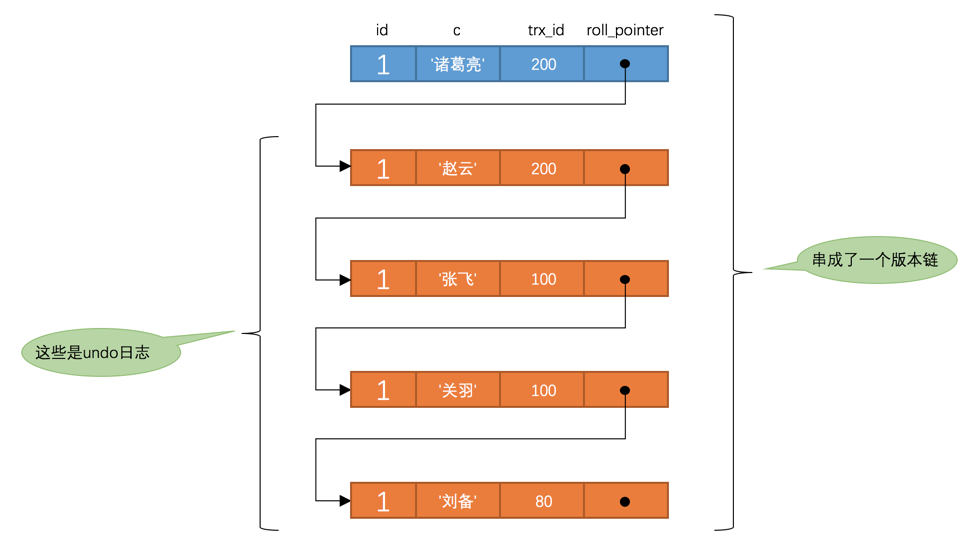 id c trx_id roll_pointer
1 '诸葛亮' 200
1 '赵云' 200
1 '张飞' 100
串成了一个版本链
这些是undo日志
1 '关羽' 100
1 '刘备' 80